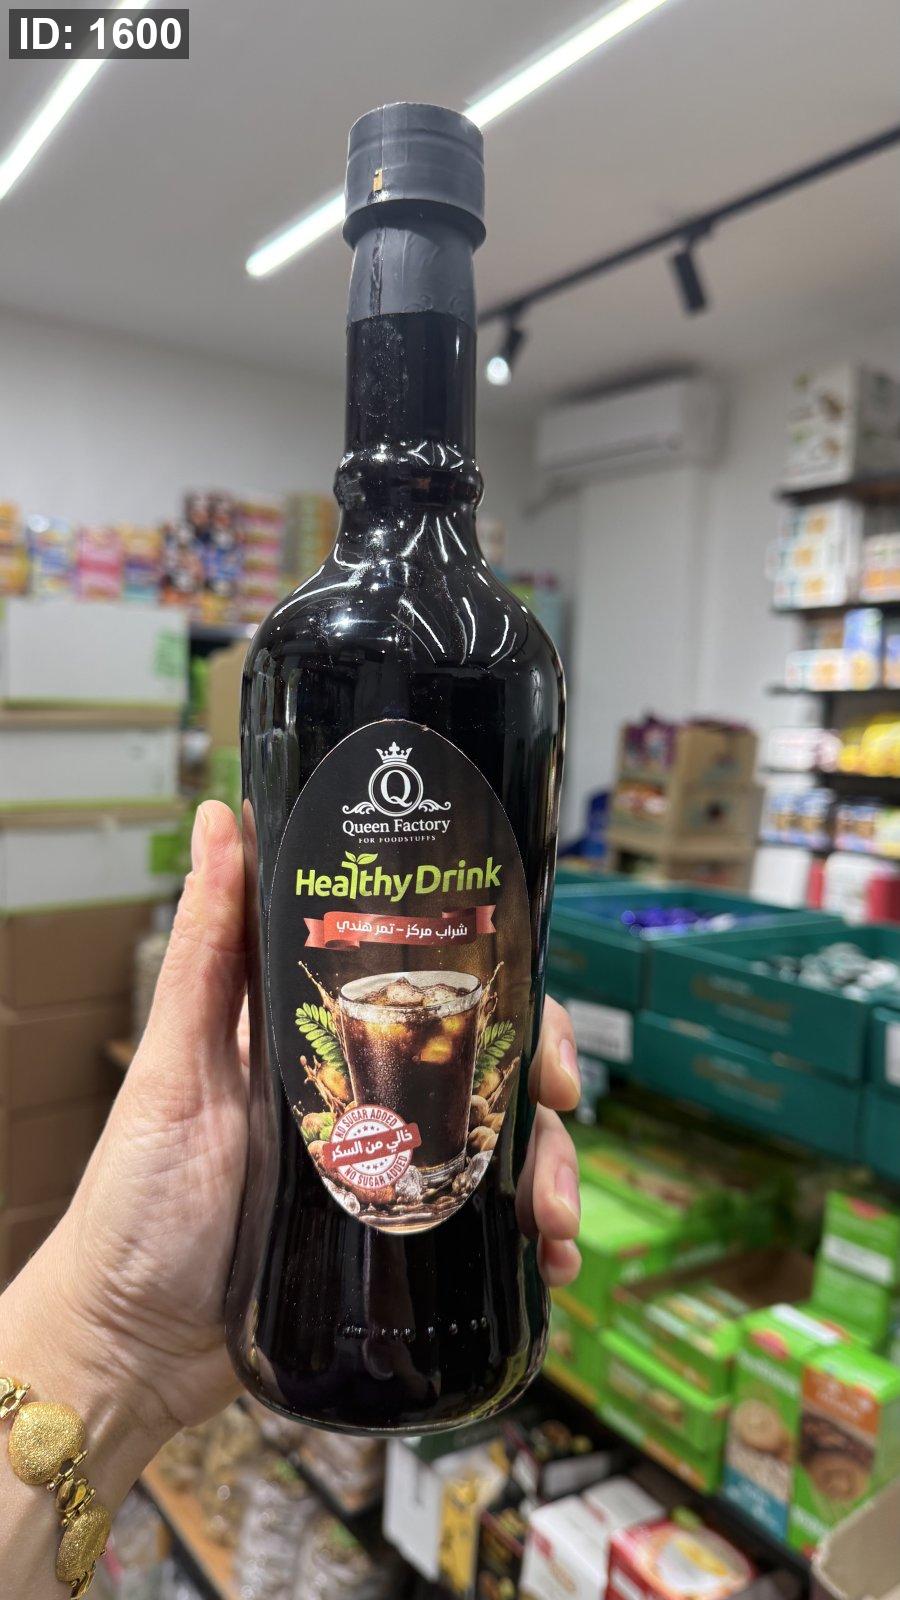 ID: 1600
Q
Queen Factory
FOR FOODSTUFFS
Healthy Drink
شراب مركز - تمر هندي
NO SUGAR ADDED
خالي من السكر
NO SUGAR ADDED